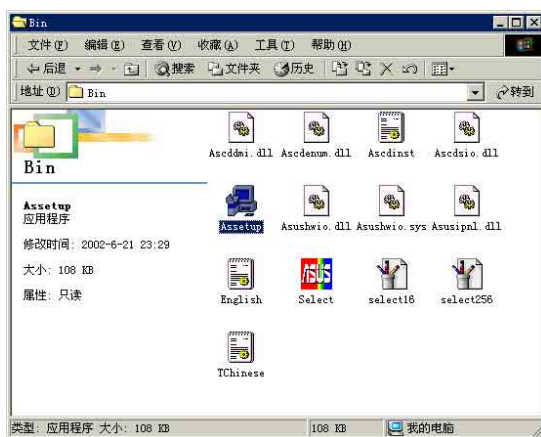 Bin
文件(F) 编辑(E) 查看(V) 收藏(A) 工具(T) 帮助(H)
后退 搜索 文件夹 历史
地址(D) Bin 转到
Bin
Assetup
应用程序
修改时间: 2002-6-21 23:29
大小: 108 KB
属性: 只读
Ascddmi.dll Ascdenum.dll Ascdinst Ascdsio.dll
Assetup Asushwio.dll Asushwio.sys Asusipnl.dll
ASUS
English Select select16 select256
TChinese
类型: 应用程序 大小: 108 KB 108 KB 我的电脑